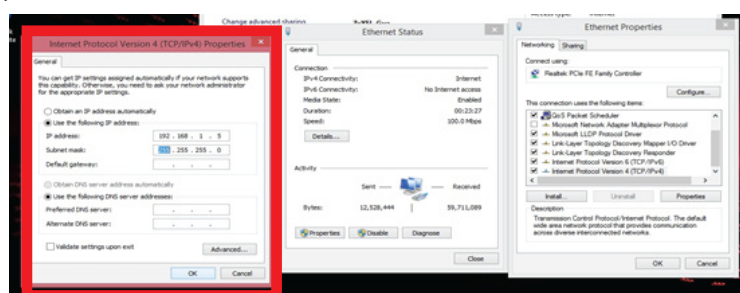 Change advanced sharing
Internet Protocol Version 4 (TCP/IPv4) Properties
General
You can get IP settings assigned automatically if your network supports
this capability. Otherwise, you need to ask your network administrator
for the appropriate IP settings.
Obtain an IP address automatically
Use the following IP address:
IP address: 192 . 168 . 1 . 5
Subnet mask: 255 . 255 . 255 . 0
Default gateway: . . .
Obtain DNS server address automatically
Use the following DNS server addresses:
Preferred DNS server: . . .
Alternate DNS server: . . .
Validate settings upon exit
Advanced...
OK Cancel
Ethernet Status
General
Connection
IPv4 Connectivity: Internet
IPv6 Connectivity: No Internet access
Media State: Enabled
Duration: 00:23:27
Speed: 100.0 Mbps
Details...
Activity
Sent Received
Bytes: 12,528,444 59,711,089
Properties Disable Diagnose
Close
Ethernet Properties
Networking Sharing
Connect using:
Realtek PCIe FE Family Controller
Configure...
This connection uses the following items:
QoS Packet Scheduler
Microsoft Network Adapter Multiplexor Protocol
Microsoft LLDP Protocol Driver
Link-Layer Topology Discovery Mapper I/O Driver
Link-Layer Topology Discovery Responder
Internet Protocol Version 6 (TCP/IPv6)
Internet Protocol Version 4 (TCP/IPv4)
Install... Uninstall Properties
Description
Transmission Control Protocol/Internet Protocol. The default
wide area network protocol that provides communication
across diverse interconnected networks.
OK Cancel